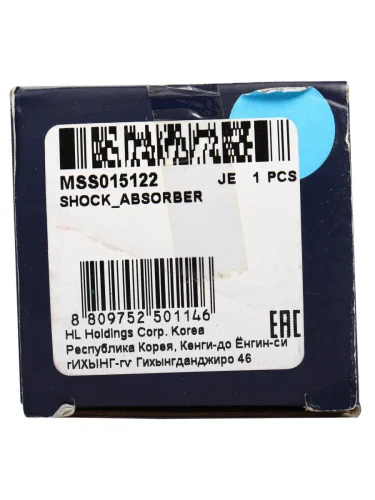 MSS015122 JE 1 PCS
SHOCK_ABSORBER
8 809752 501146
HL Holdings Corp. Korea
EAC
Республика Корея, Кенги-до Ёнгин-си
гИХЫНГ-гу Гихынгданджиро 46